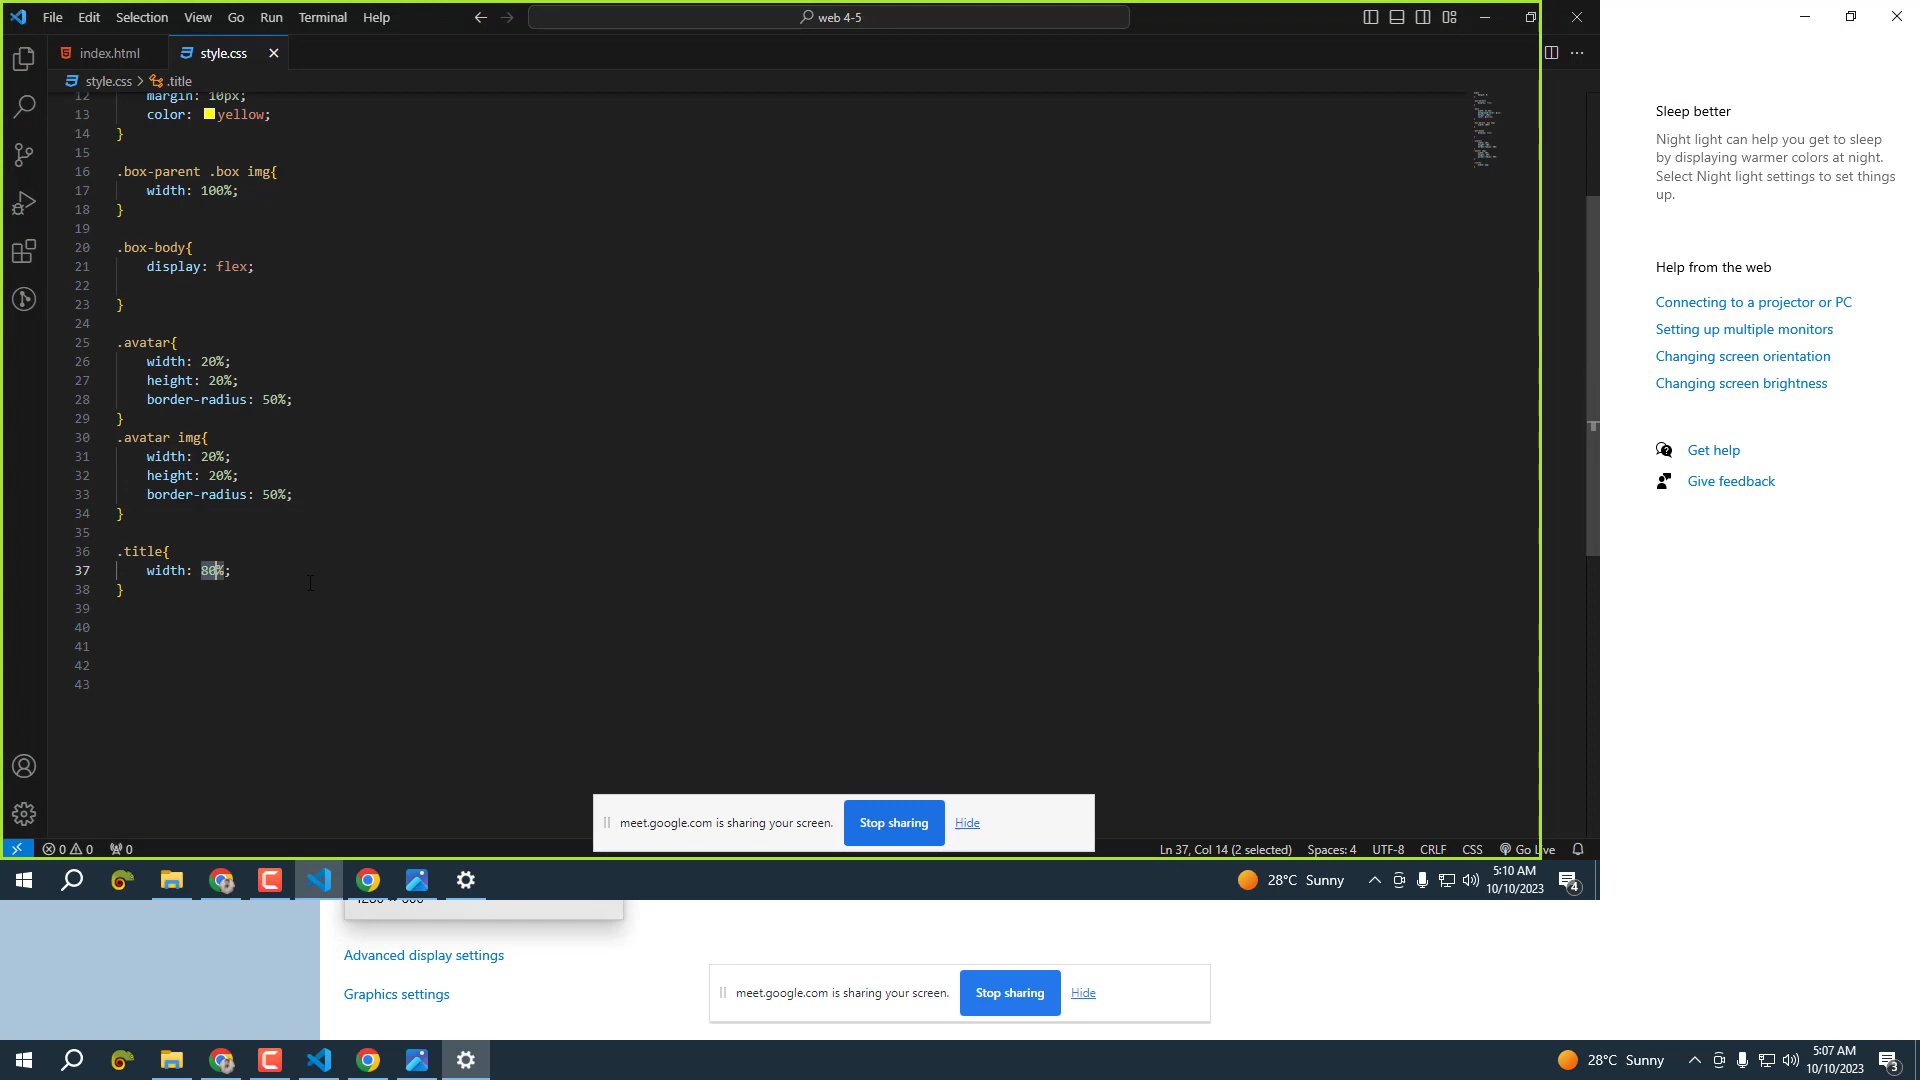 File Edit Selection View Go Run Terminal Help
web 4-5
index.html
style.css
style.css > .title
12 margin: 10px;
13 color: yellow;
14 }
15
16 .box-parent .box img{
17 width: 100%;
18 }
19
20 .box-body{
21 display: flex;
22
23 }
24
25 .avatar{
26 width: 20%;
27 height: 20%;
28 border-radius: 50%;
29 }
30 .avatar img{
31 width: 20%;
32 height: 20%;
33 border-radius: 50%;
34 }
35
36 .title{
37 width: 80%;
38 }
39
40
41
42
43
meet.google.com is sharing your screen. Stop sharing Hide
0 0 0
Ln 37, Col 14 (2 selected) Spaces: 4 UTF-8 CRLF CSS Go Live
28°C Sunny
5:10 AM
10/10/2023
4
Sleep better
Night light can help you get to sleep
by displaying warmer colors at night.
Select Night light settings to set things
up.
Help from the web
Connecting to a projector or PC
Setting up multiple monitors
Changing screen orientation
Changing screen brightness
Get help
Give feedback
Advanced display settings
Graphics settings
meet.google.com is sharing your screen. Stop sharing Hide
28°C Sunny
5:07 AM
10/10/2023
3